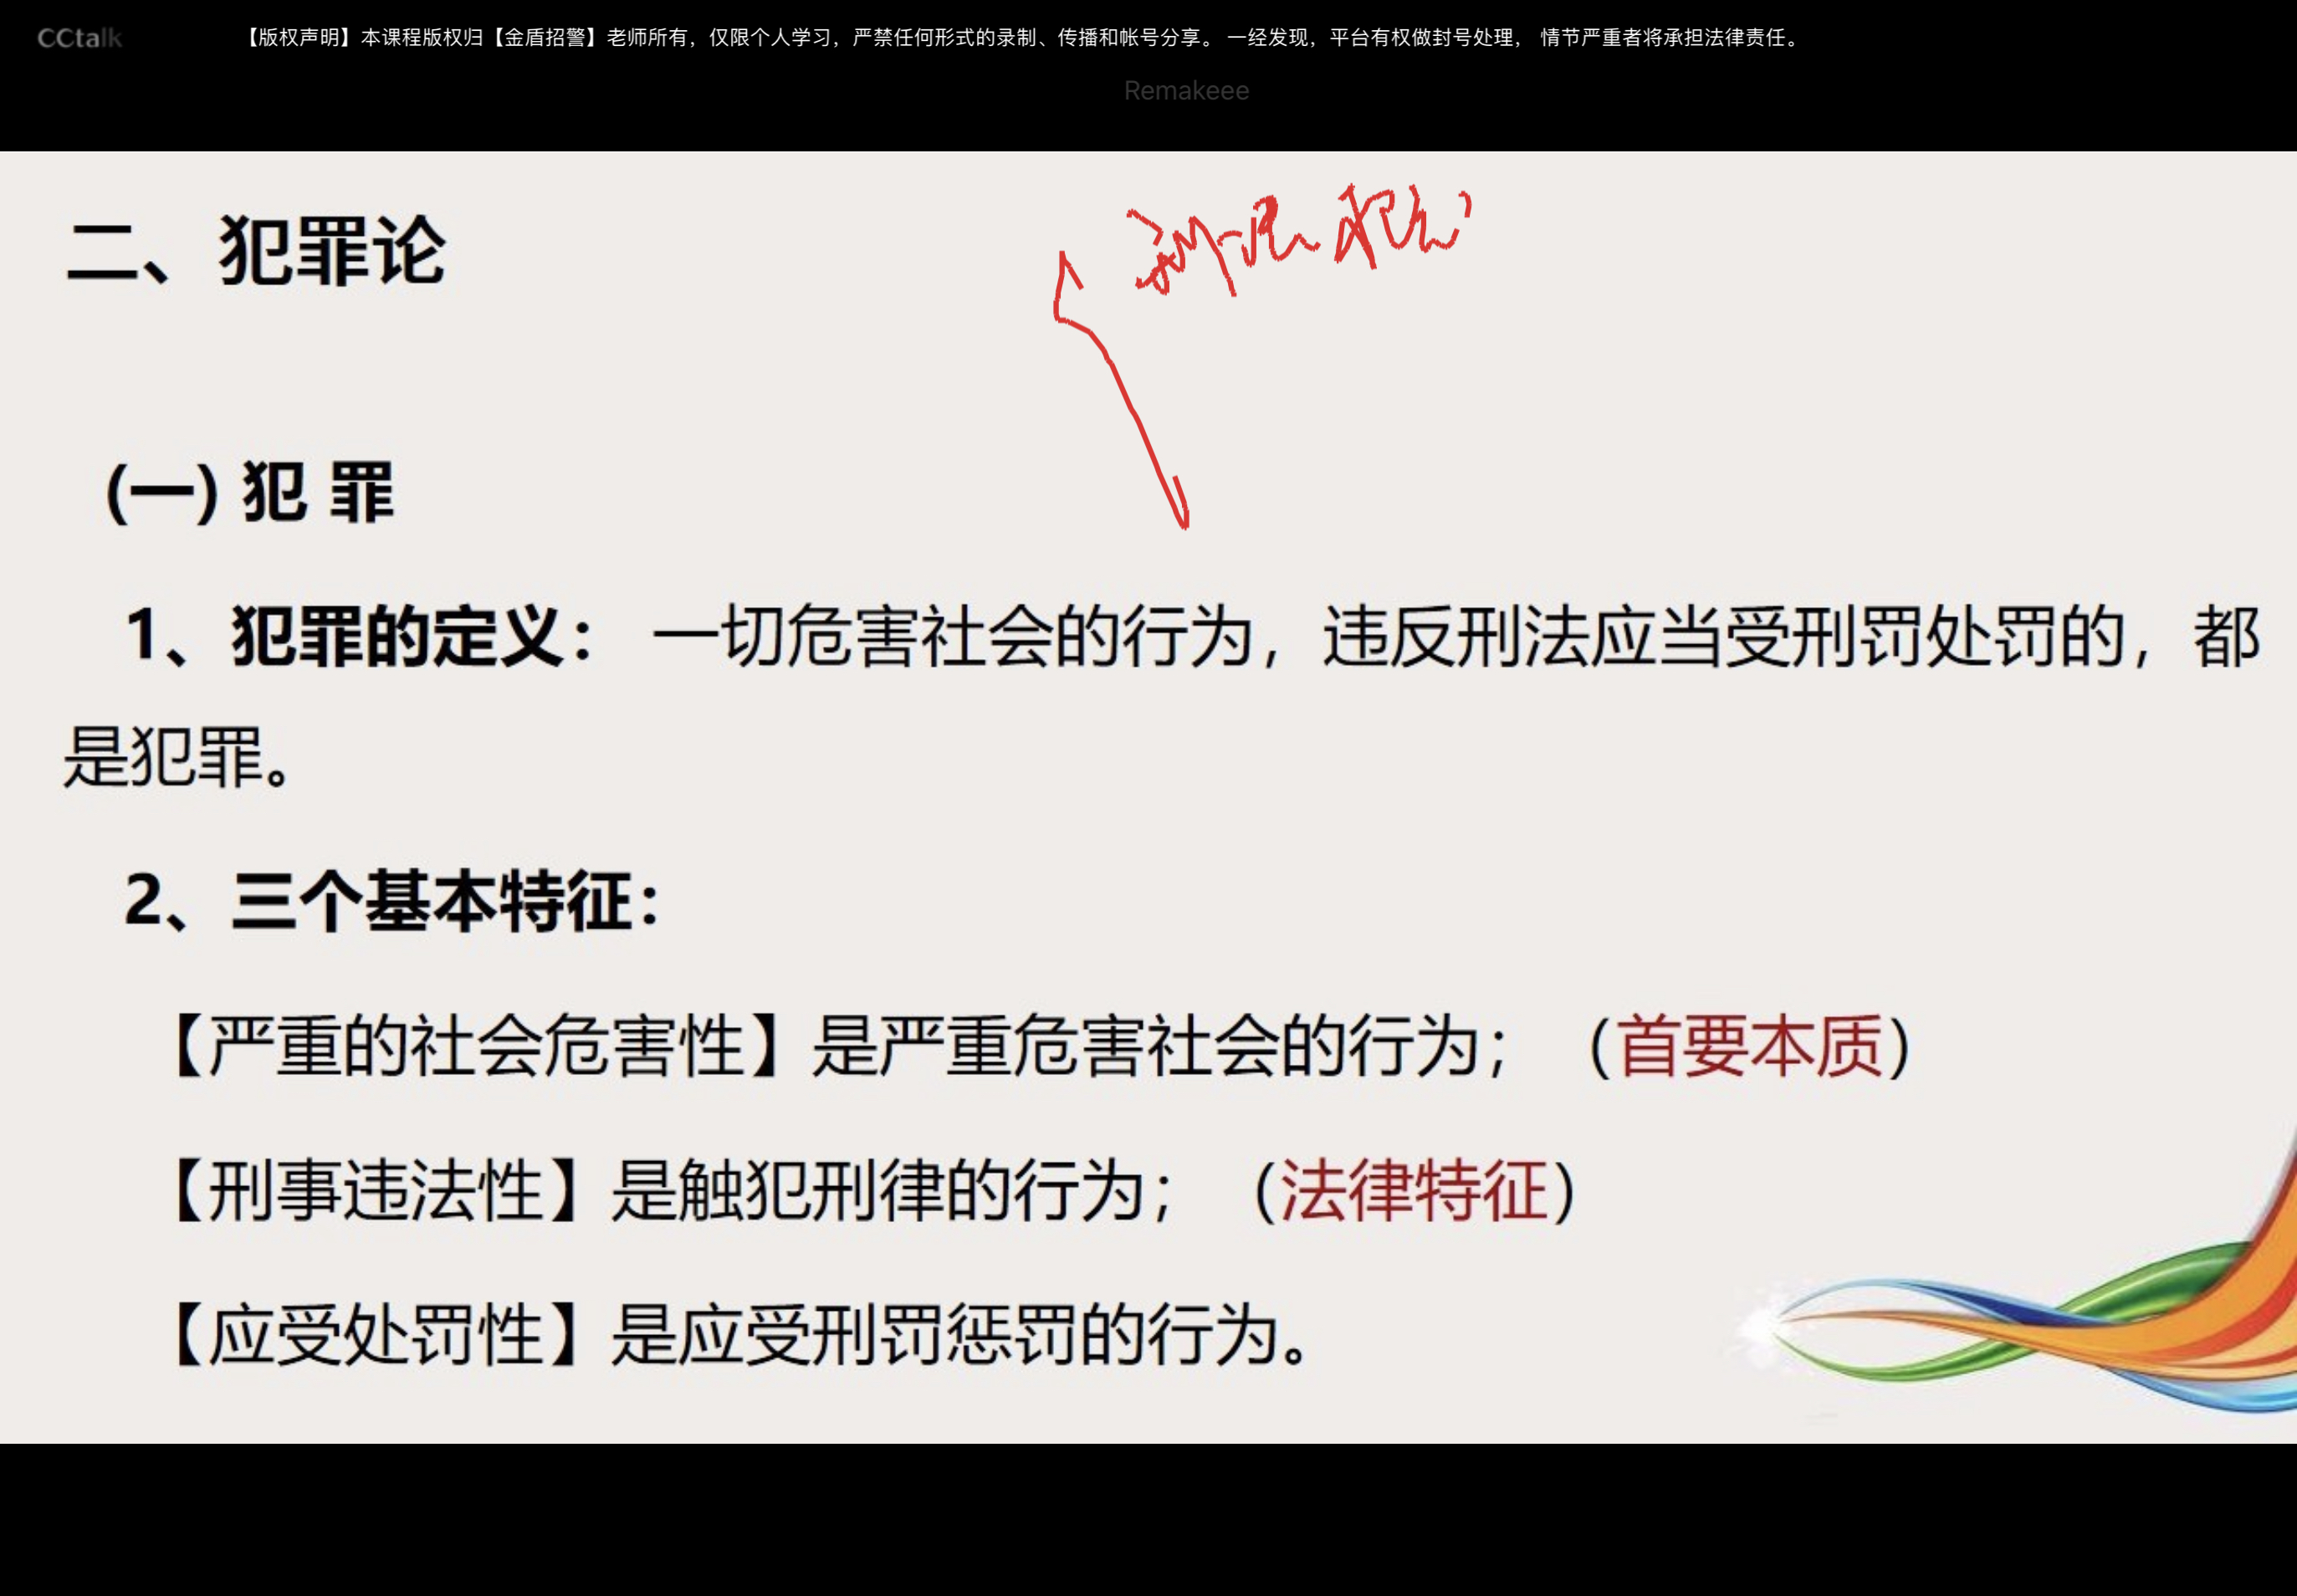 CCtalk
【版权声明】本课程版权归【金盾招警】老师所有，仅限个人学习，严禁任何形式的录制、传播和帐号分享。一经发现，平台有权做封号处理， 情节严重者将承担法律责任。
Remakeee
二、犯罪论
(一) 犯 罪
1、犯罪的定义： 一切危害社会的行为，违反刑法应当受刑罚处罚的，都
是犯罪。
2、三个基本特征：
【严重的社会危害性】是严重危害社会的行为；（首要本质）
【刑事违法性】是触犯刑律的行为；（法律特征）
【应受处罚性】是应受刑罚惩罚的行为。